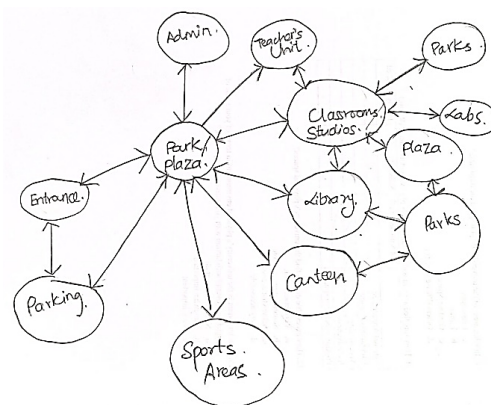 Admin.
Teacher's
Unit.
Parks
Classrooms.
Studios.
Labs.
Park
plaza.
Plaza
Entrance.
Library.
Parks
Canteen
Parking.
Sports.
Areas.